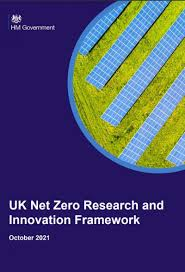 HM Government
UK Net Zero Research and
Innovation Framework
October 2021